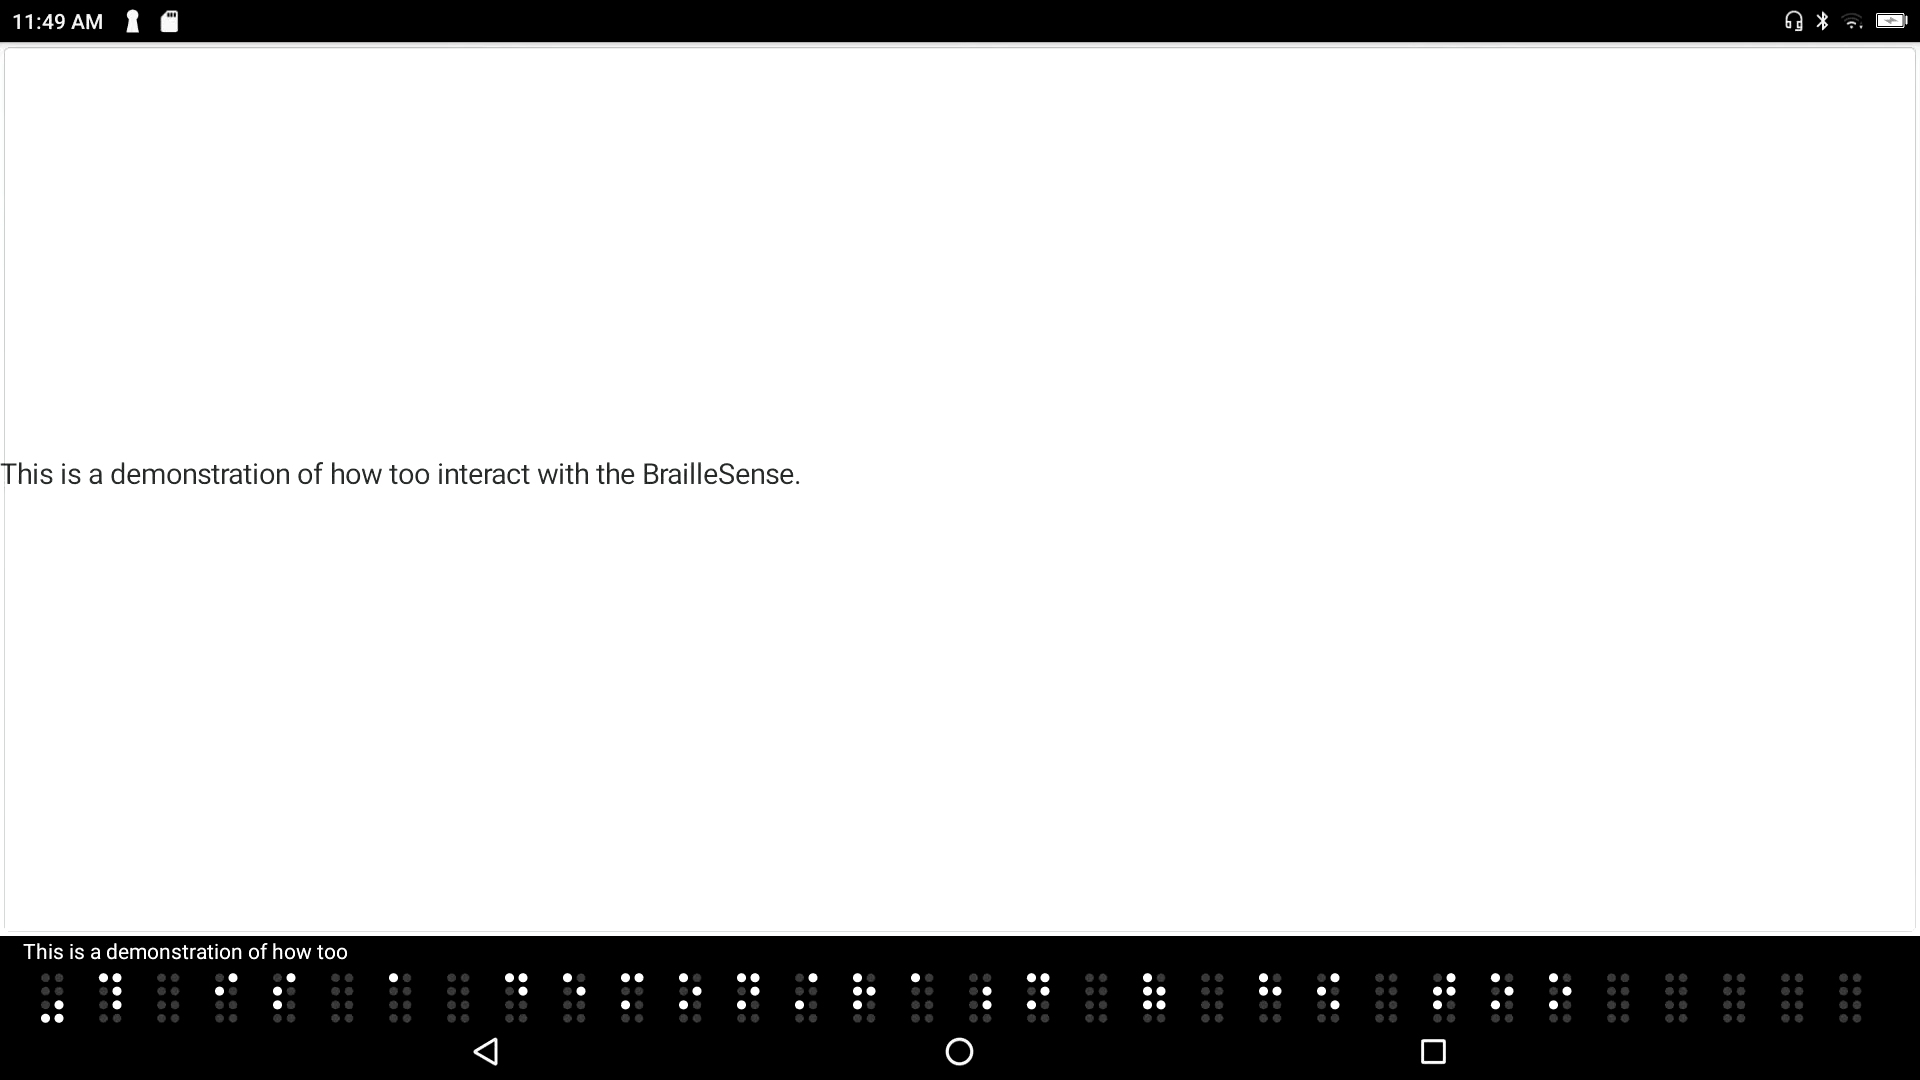 11:49 AM
This is a demonstration of how too interact with the BrailleSense.
This is a demonstration of how too